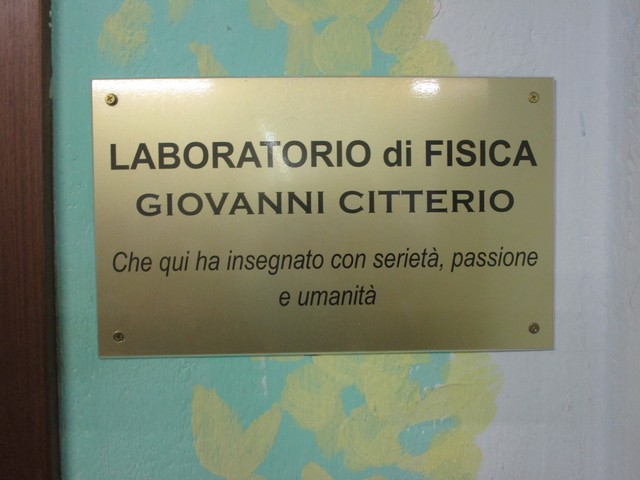 LABORATORIO di FISICA
GIOVANNI CITTERIO
Che qui ha insegnato con serietà, passione
e umanità